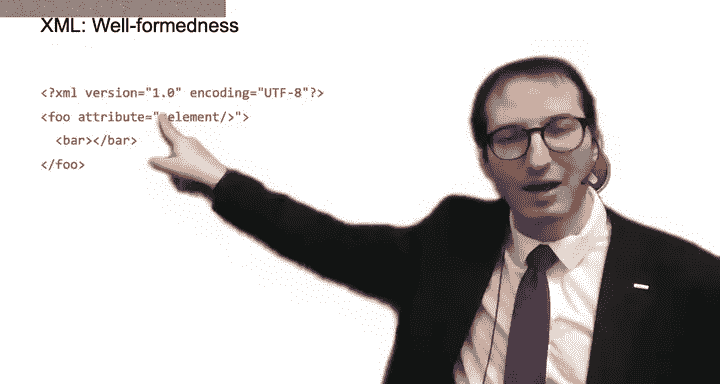 XML: Well-formedness
<?xml version="1.0" encoding="UTF-8"?>
<foo attribute=" element/>">
<bar></bar>
</foo>